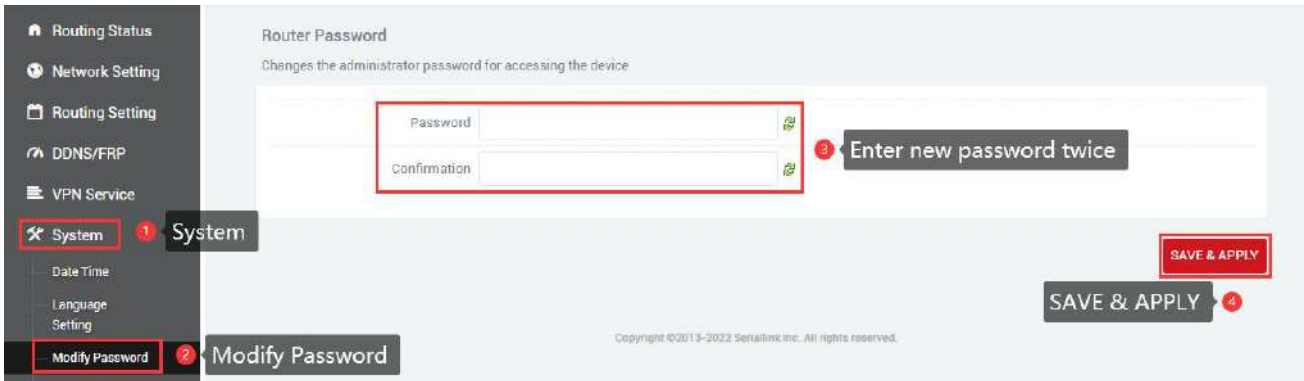 Routing Status
Network Setting
Routing Setting
DDNS/FRP
VPN Service
System
1 System
Date Time
Language
Setting
Modify Password
2 Modify Password
Router Password
Changes the administrator password for accessing the device
Password
Confirmation
3 Enter new password twice
SAVE & APPLY
SAVE & APPLY 4
Copyright ©2013-2022 Seriallink inc. All rights reserved.